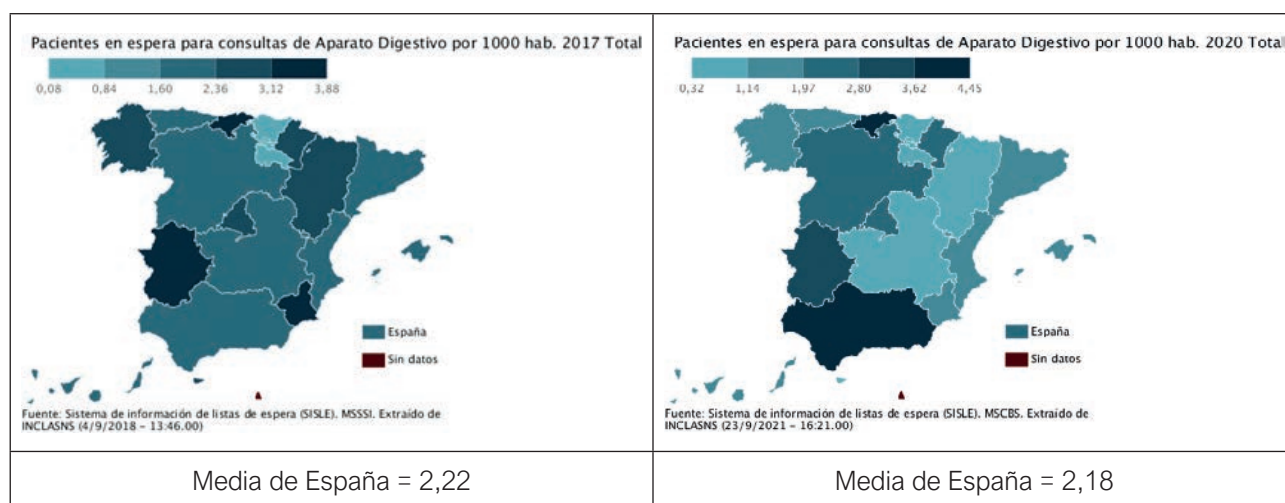 Pacientes en espera para consultas de Aparato Digestivo por 1000 hab. 2017 Total
0,08 0,84 1,60 2,36 3,12 3,88
España
Sin datos
Fuente: Sistema de información de listas de espera (SISLE). MSSSI. Extraído de
INCLASNS (4/9/2018 - 13:46.00)
Media de España = 2,22
Pacientes en espera para consultas de Aparato Digestivo por 1000 hab. 2020 Total
0,32 1,14 1,97 2,80 3,62 4,45
España
Sin datos
Fuente: Sistema de información de listas de espera (SISLE). MSCBS. Extraído de
INCLASNS (23/9/2021 - 16:21.00)
Media de España = 2,18